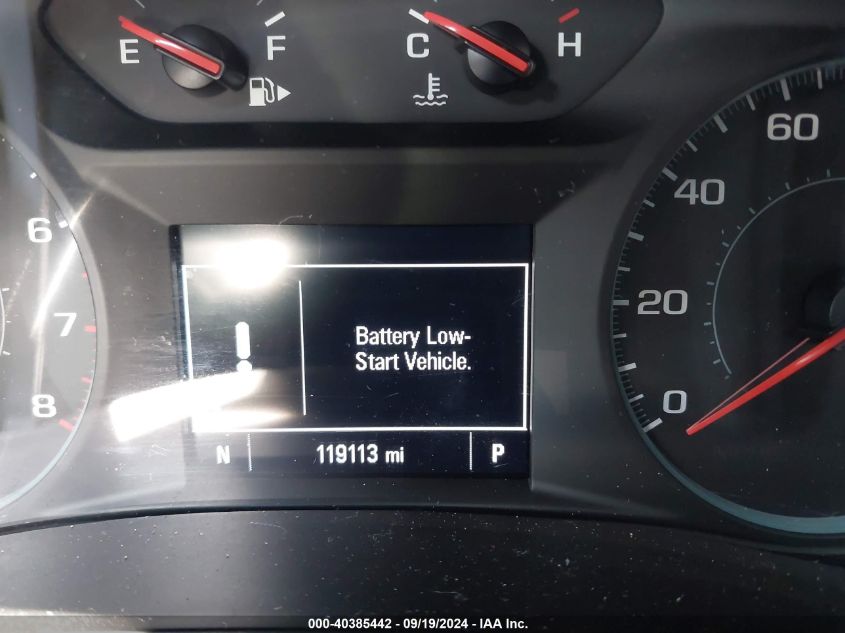 E F C H
60
40
20
0
6
7
8
Battery Low-
Start Vehicle.
N 119113 mi P
000-40385442 - 09/19/2024 - IAA Inc.